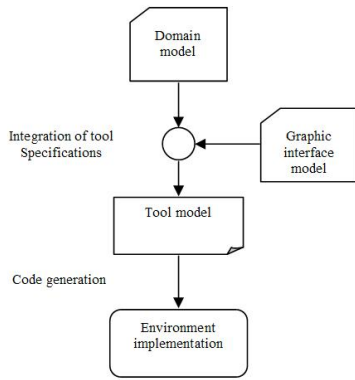 Domain
model
Integration of tool
Specifications
Graphic
interface
model
Tool model
Code generation
Environment
implementation